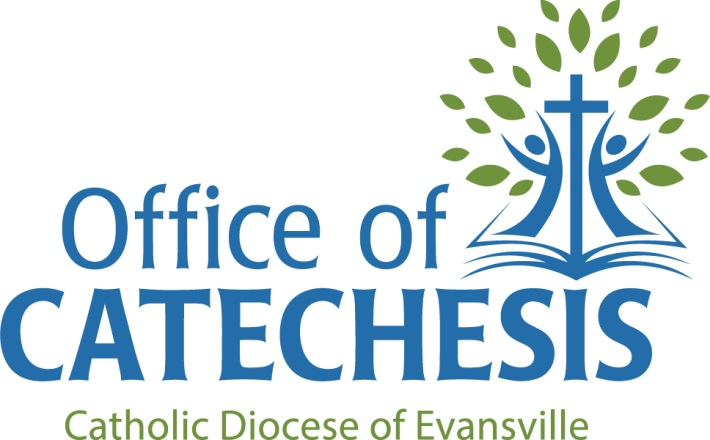 Office of
CATECHESIS
Catholic Diocese of Evansville